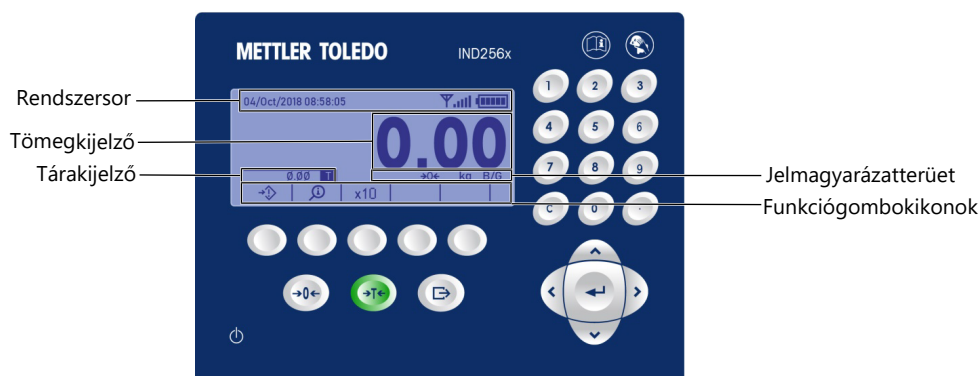 METTLER TOLEDO
IND256x
Rendszersor
04/Oct/2018 08:58:05
Tömegkijelző
0.00
Tárakijelző
0.00 T
→0← kg B/G
Jelmagyarázatterüet
x10
Funkciógombokikonok
1 2 3
4 5 6
7 8 9
C 0 .
→0← →T←